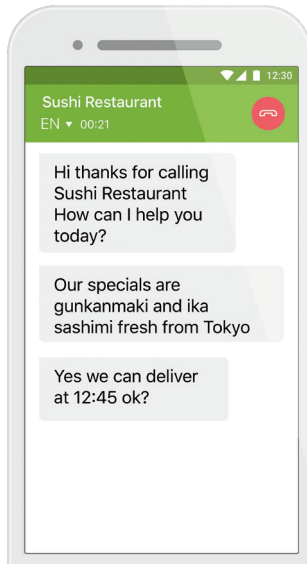 12:30
Sushi Restaurant
EN 00:21
Hi thanks for calling
Sushi Restaurant
How can I help you
today?
Our specials are
gunkanmaki and ika
sashimi fresh from Tokyo
Yes we can deliver
at 12:45 ok?